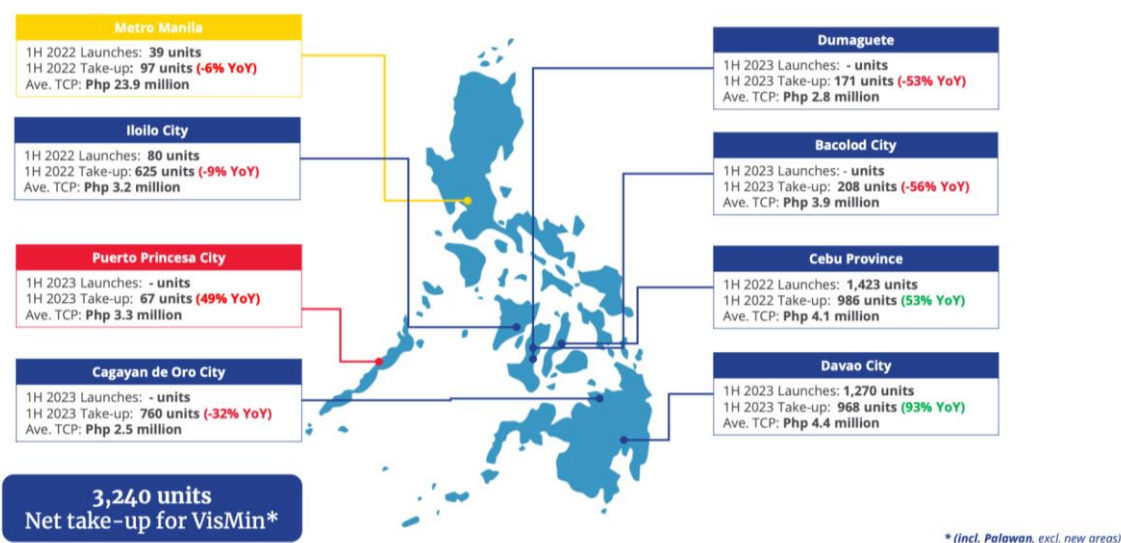 Metro Manila
1H 2022 Launches: 39 units
1H 2022 Take-up: 97 units (-6% YoY)
Ave. TCP: Php 23.9 million
Iloilo City
1H 2022 Launches: 80 units
1H 2022 Take-up: 625 units (-9% YoY)
Ave. TCP: Php 3.2 million
Puerto Princesa City
1H 2023 Launches: - units
1H 2023 Take-up: 67 units (49% YoY)
Ave. TCP: Php 3.3 million
Cagayan de Oro City
1H 2023 Launches: - units
1H 2023 Take-up: 760 units (-32% YoY)
Ave. TCP: Php 2.5 million
3,240 units
Net take-up for VisMin*
Dumaguete
1H 2023 Launches: - units
1H 2023 Take-up: 171 units (-53% YoY)
Ave. TCP: Php 2.8 million
Bacolod City
1H 2023 Launches: - units
1H 2023 Take-up: 208 units (-56% YoY)
Ave. TCP: Php 3.9 million
Cebu Province
1H 2022 Launches: 1,423 units
1H 2022 Take-up: 986 units (53% YoY)
Ave. TCP: Php 4.1 million
Davao City
1H 2023 Launches: 1,270 units
1H 2023 Take-up: 968 units (93% YoY)
Ave. TCP: Php 4.4 million
* (incl. Palawan, excl. new areas)